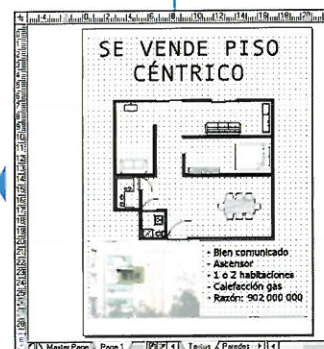 SE VENDE PISO
CÉNTRICO
- Bien comunicado
- Ascensor
- 1 o 2 habitaciones
- Calefacción gas
- Razón: 902 000 000
Master Page Page 1 Textos Paredes